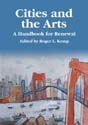 Cities and
the Arts
A Handbook for Renewal
Edited by Roger L. Kemp